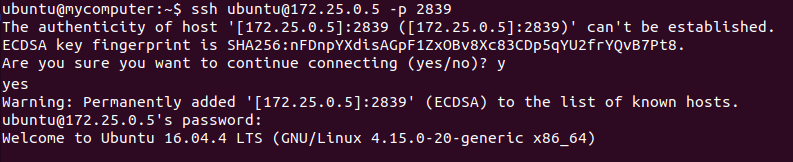 ubuntu@mycomputer:~$ ssh ubuntu@172.25.0.5 -p 2839
The authenticity of host '[172.25.0.5]:2839 ([172.25.0.5]:2839)' can't be established.
ECDSA key fingerprint is SHA256:nFDnpYXdisAGpF1ZxOBv8Xc83CDp5qYU2frYQvB7Pt8.
Are you sure you want to continue connecting (yes/no)? y
yes
Warning: Permanently added '[172.25.0.5]:2839' (ECDSA) to the list of known hosts.
ubuntu@172.25.0.5's password:
Welcome to Ubuntu 16.04.4 LTS (GNU/Linux 4.15.0-20-generic x86_64)